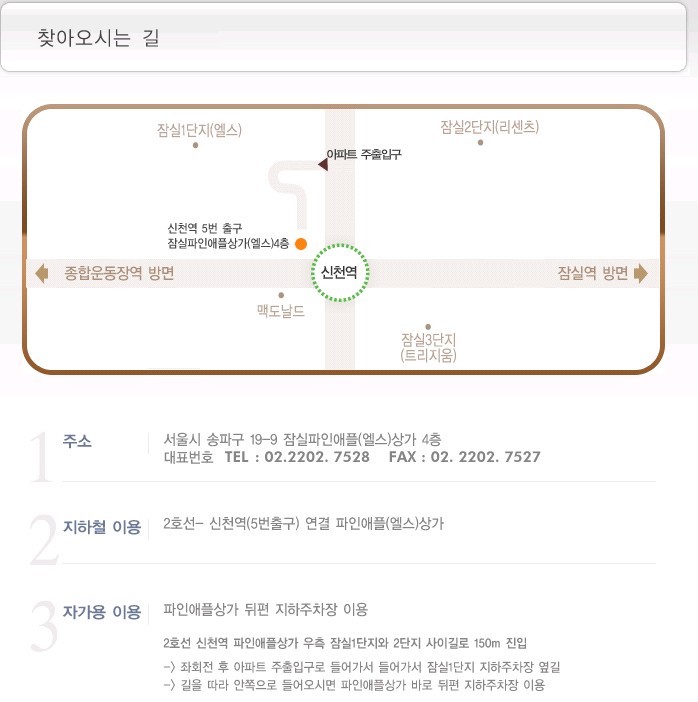 찾아오시는 길
잠실1단지(엘스)
잠실2단지(리센츠)
아파트 주출입구
신천역 5번 출구
잠실파인애플상가(엘스)4층
종합운동장역 방면
신천역
잠실역 방면
맥도날드
잠실3단지
(트리지움)
1 주소 서울시 송파구 19-9 잠실파인애플(엘스)상가 4층
대표번호 TEL : 02.2202. 7528 FAX : 02. 2202. 7527
2 지하철 이용 2호선- 신천역(5번출구) 연결 파인애플(엘스)상가
3 자가용 이용 파인애플상가 뒤편 지하주차장 이용
2호선 신천역 파인애플상가 우측 잠실1단지와 2단지 사이길로 150m 진입
-> 좌회전 후 아파트 주출입구로 들어가서 들어가서 잠실1단지 지하주차장 옆길
-> 길을 따라 안쪽으로 들어오시면 파인애플상가 바로 뒤편 지하주차장 이용